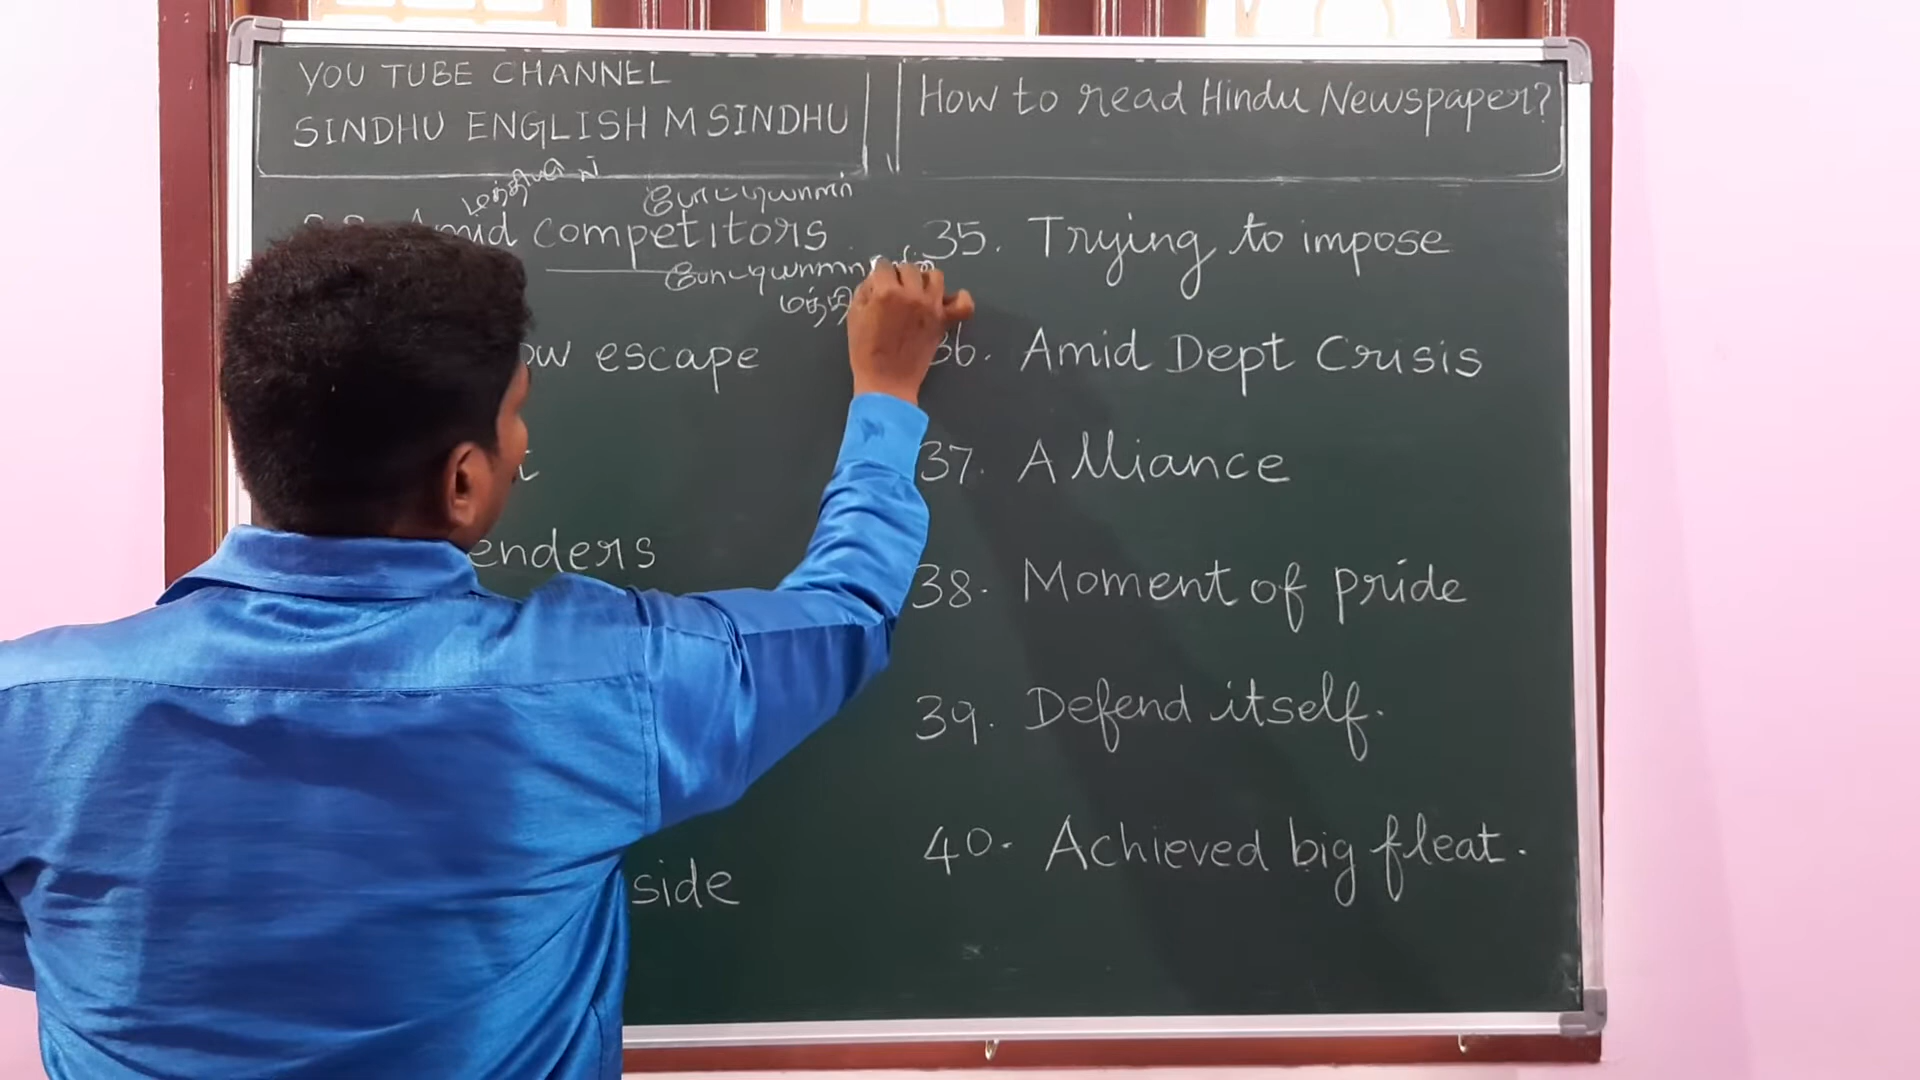 YOU TUBE CHANNEL
SINDHU ENGLISH M SINDHU
How to read Hindu Newspaper?
மத்தியில்
competitors
escape
side
35. Trying to impose
36. Amid Dept Crisis
37. Alliance
38. Moment of pride
39. Defend itself.
40. Achieved big fleat.